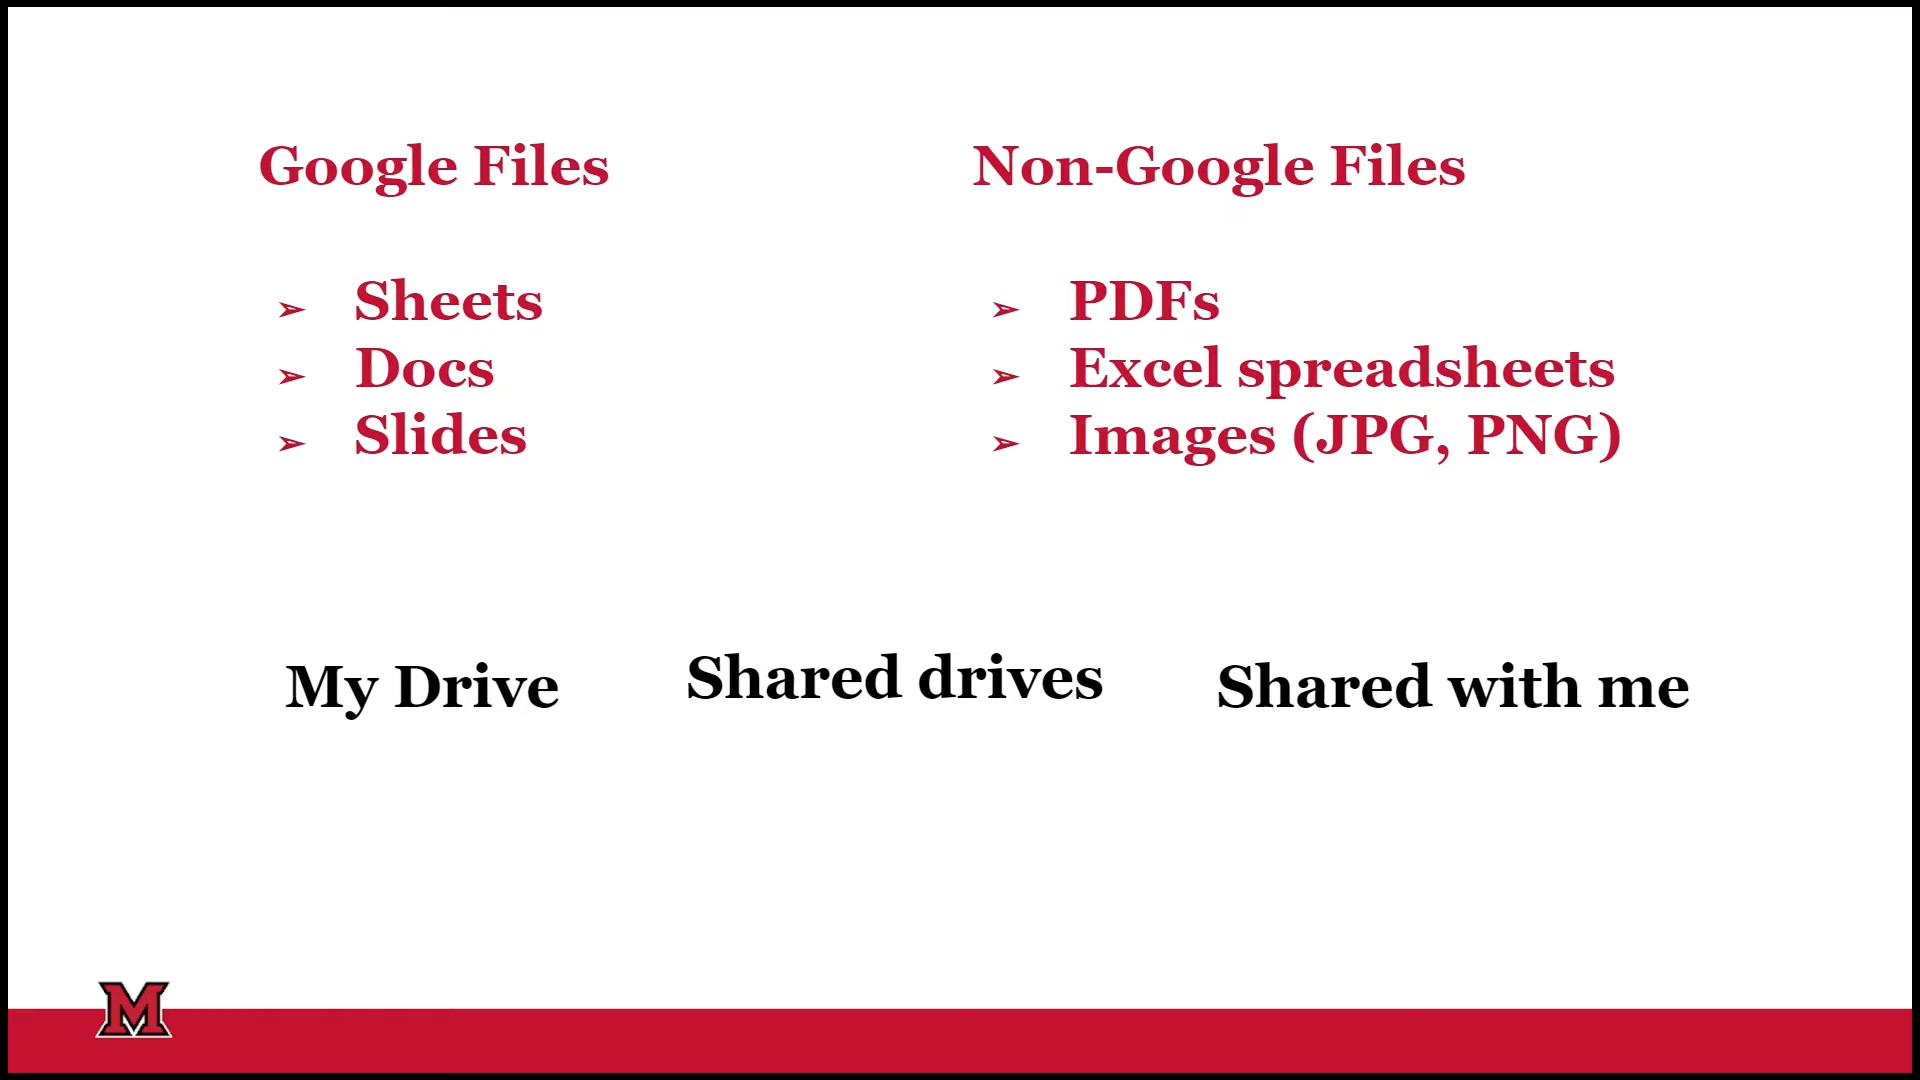 Google Files
➢ Sheets
➢ Docs
➢ Slides
Non-Google Files
➢ PDFs
➢ Excel spreadsheets
➢ Images (JPG, PNG)
My Drive
Shared drives
Shared with me
M